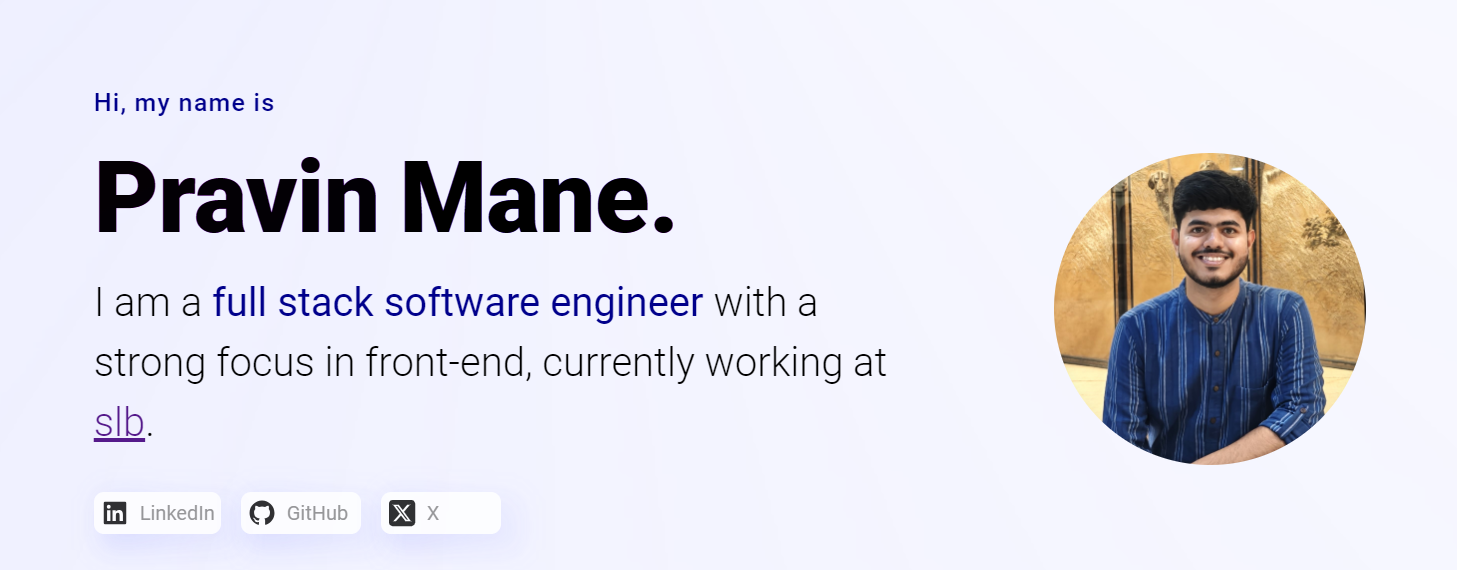 Hi, my name is
Pravin Mane.
I am a full stack software engineer with a
strong focus in front-end, currently working at
slb.
LinkedIn GitHub X